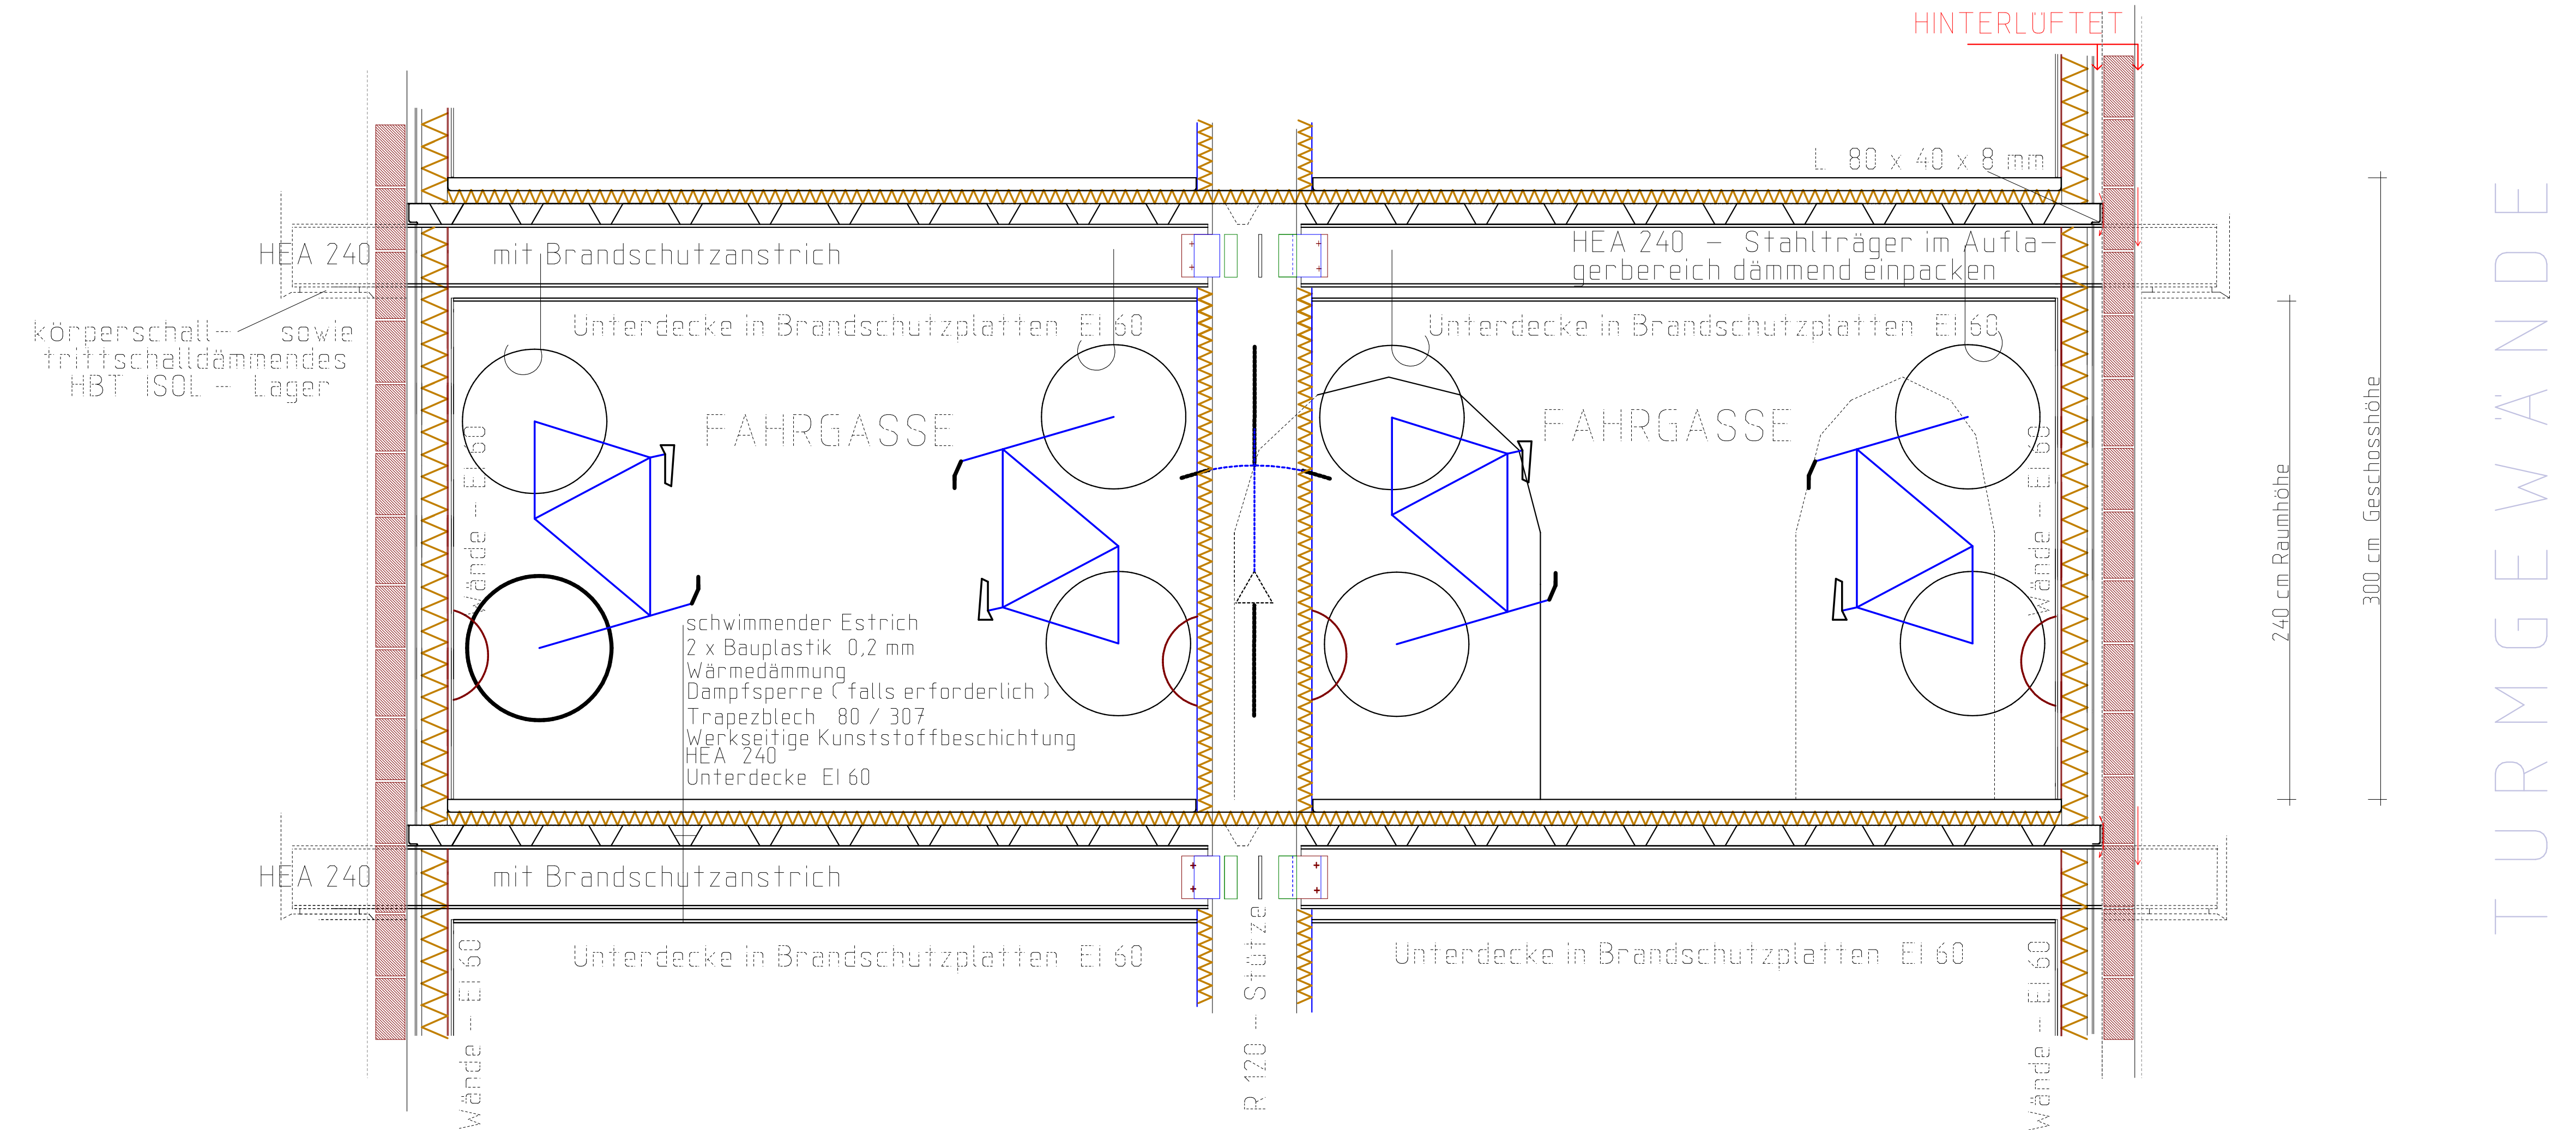 HINTERLÜFTET
L 80 x 40 x 8 mm
HEA 240 mit Brandschutzanstrich
HEA 240 - Stahlträger im Aufla-
gerbereich dämmend einpacken
körperschall- sowie
trittschalldämmendes
HBT ISOL - Lager
Unterdecke in Brandschutzplatten EI 60
Unterdecke in Brandschutzplatten EI 60
FAHRGASSE
FAHRGASSE
Wände - EI 60
Wände - EI 60
240 cm Raumhöhe
300 cm Geschosshöhe
TURMGEWÄNDE
schwimmender Estrich
2 x Bauplastik 0,2 mm
Wärmedämmung
Dampfsperre ( falls erforderlich )
Trapezblech 80 / 307
Werkseitige Kunststoffbeschichtung
HEA 240
Unterdecke EI 60
HEA 240 mit Brandschutzanstrich
Unterdecke in Brandschutzplatten EI 60
Unterdecke in Brandschutzplatten EI 60
Wände - EI 60
R 120 - Stütze
Wände - EI 60